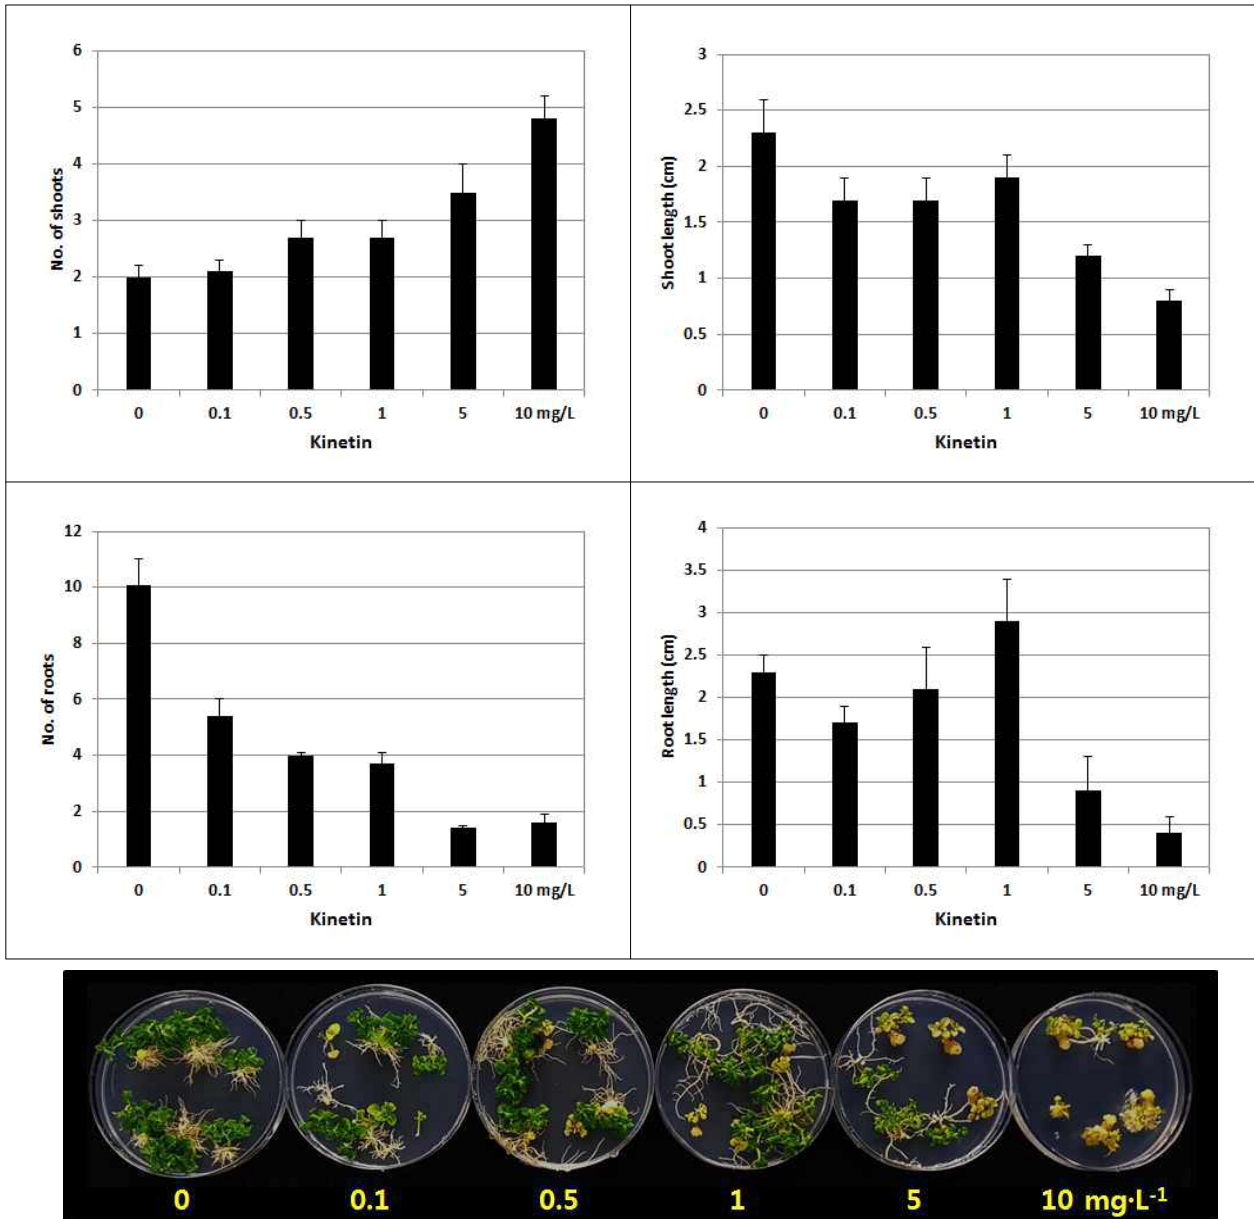 6
5
4
3
2
1
0
No. of shoots
0 0.1 0.5 1 5 10 mg/L
Kinetin
3
2.5
2
1.5
1
0.5
0
Shoot length (cm)
0 0.1 0.5 1 5 10 mg/L
Kinetin
12
10
8
6
4
2
0
No. of roots
0 0.1 0.5 1 5 10 mg/L
Kinetin
4
3.5
3
2.5
2
1.5
1
0.5
0
Root length (cm)
0 0.1 0.5 1 5 10 mg/L
Kinetin
0 0.1 0.5 1 5 10 mg·L⁻¹